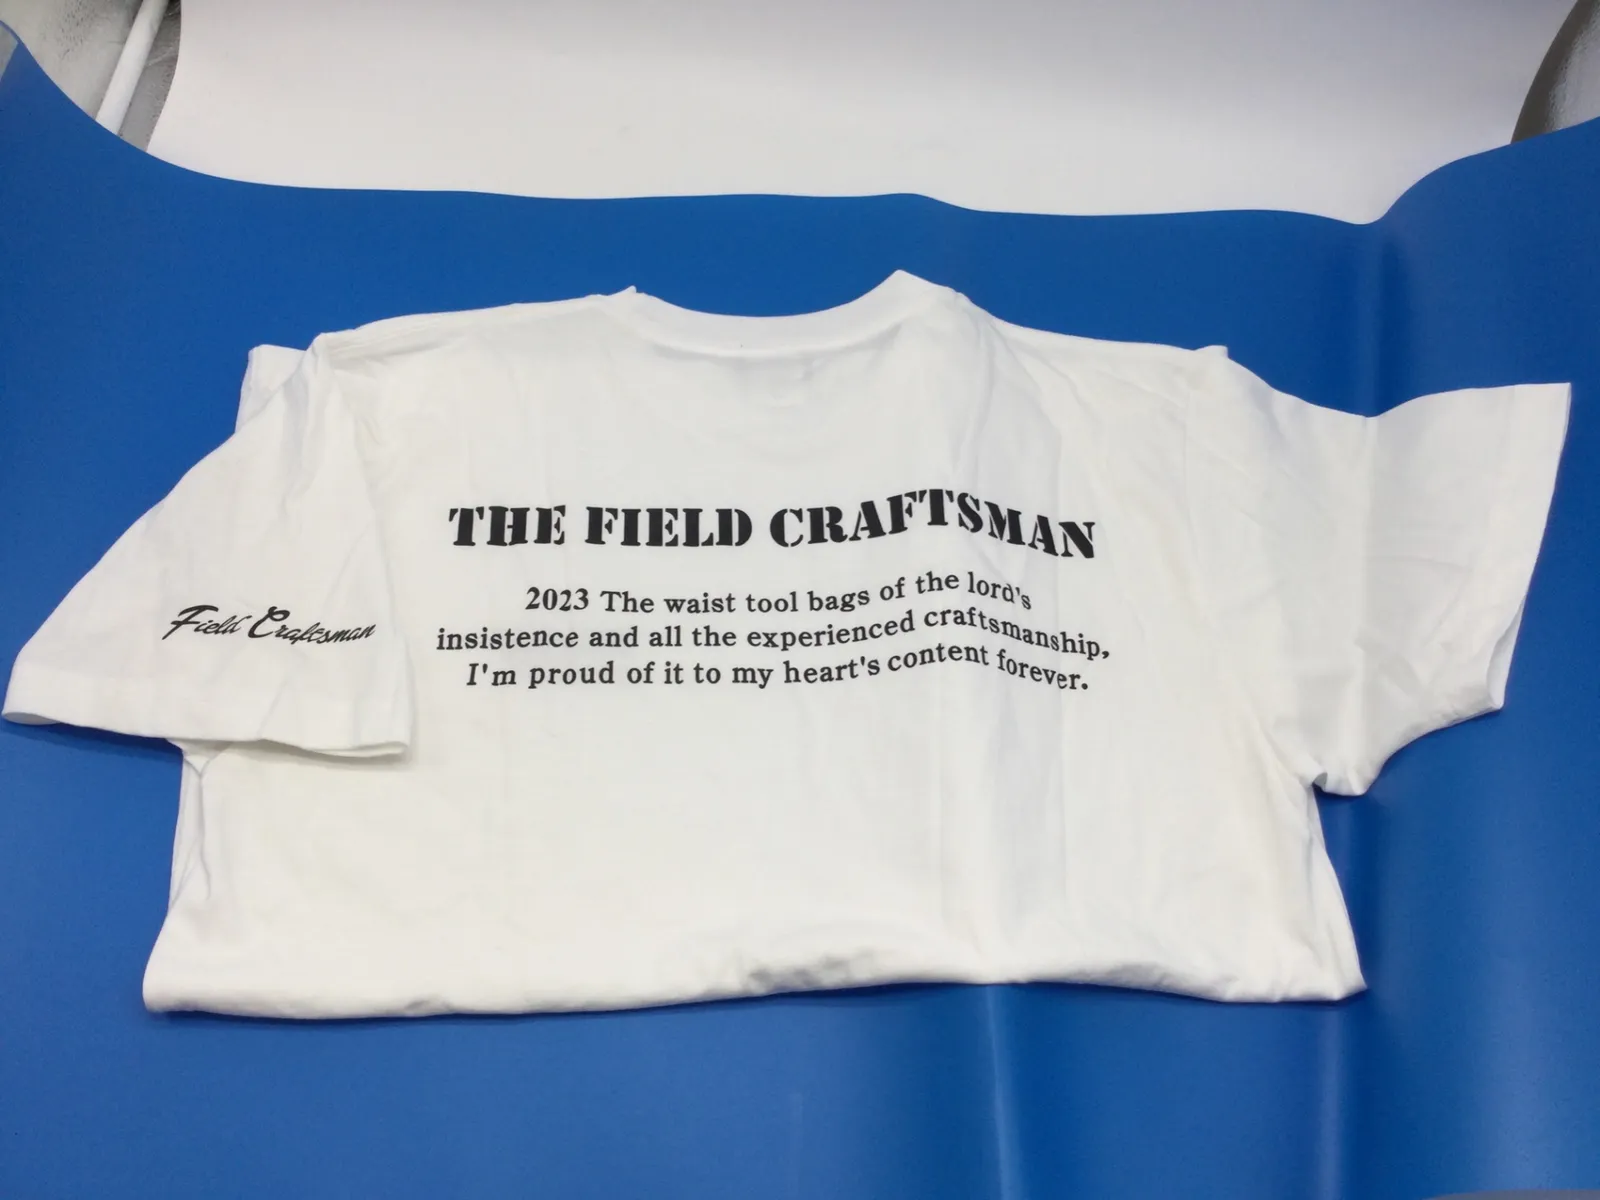 THE FIELD CRAFTSMAN
2023 The waist tool bags of the lord's
insistence and all the experienced craftsmanship,
I'm proud of it to my heart's content forever.
Field Craftsman